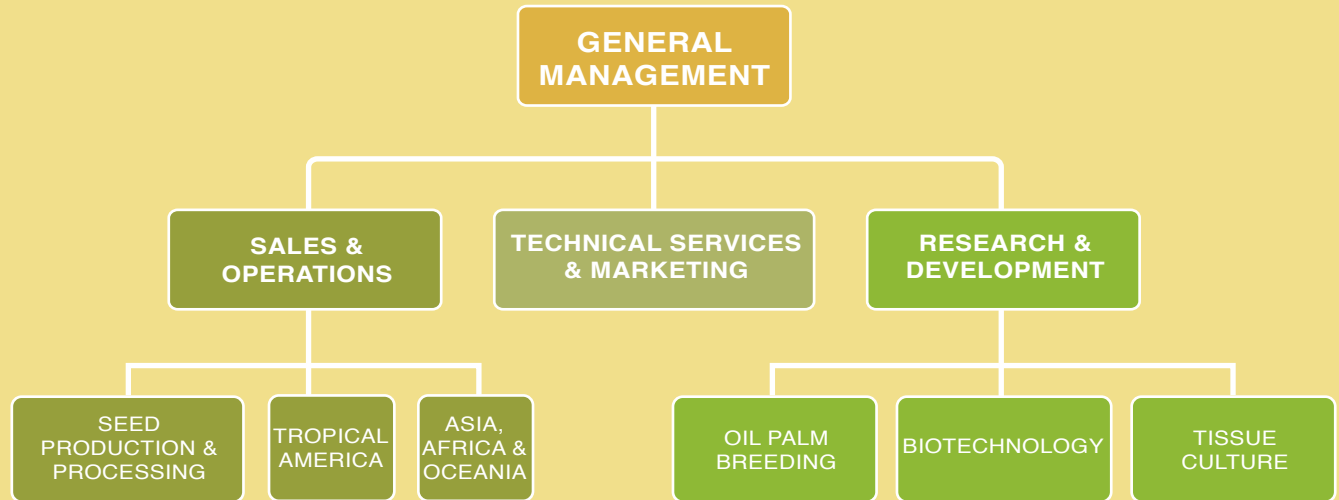 GENERAL
MANAGEMENT
SALES &
OPERATIONS
TECHNICAL SERVICES
& MARKETING
RESEARCH &
DEVELOPMENT
SEED
PRODUCTION &
PROCESSING
TROPICAL
AMERICA
ASIA,
AFRICA &
OCEANIA
OIL PALM
BREEDING
BIOTECHNOLOGY
TISSUE
CULTURE